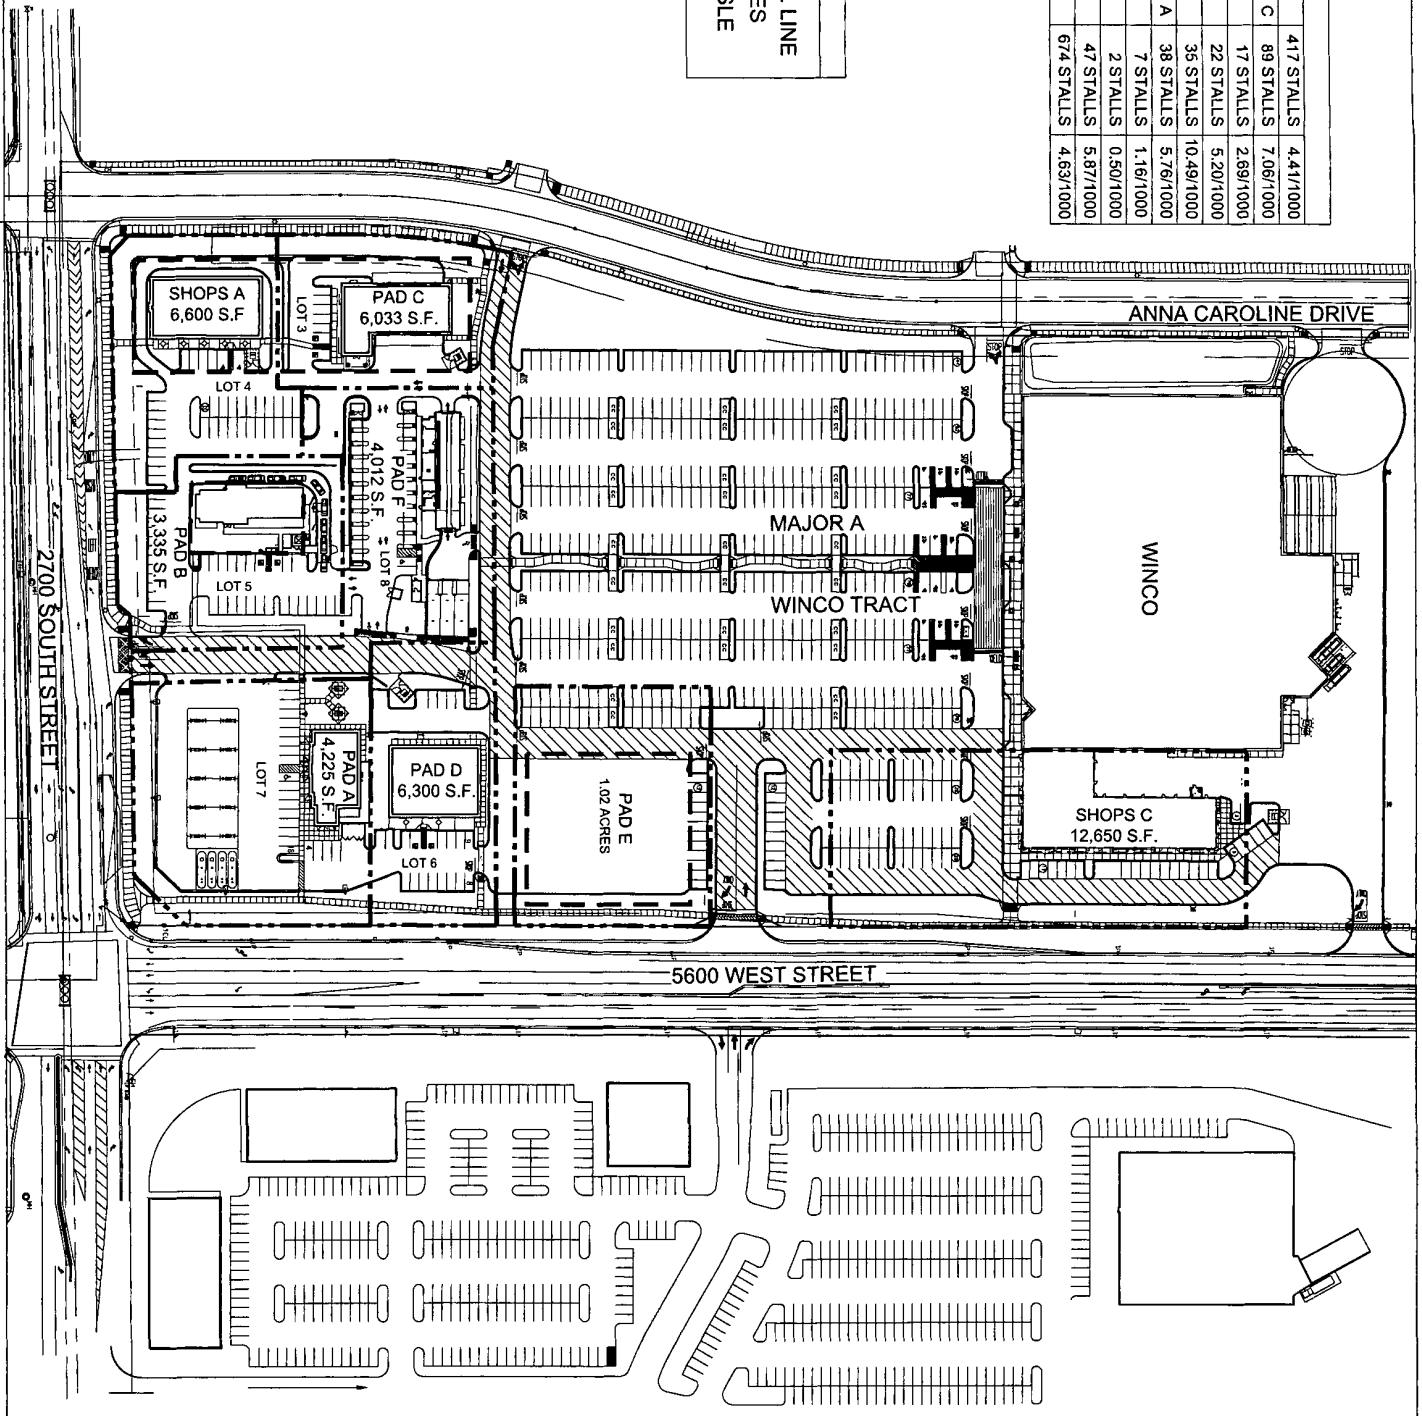 LINE
ES
SLE
417 STALLS 4.41/1000
C 89 STALLS 7.06/1000
17 STALLS 2.69/1000
22 STALLS 5.20/1000
35 STALLS 10.49/1000
A 38 STALLS 5.76/1000
7 STALLS 1.16/1000
2 STALLS 0.50/1000
47 STALLS 5.87/1000
674 STALLS 4.63/1000
ANNA CAROLINE DRIVE
SHOPS A
6,600 S.F
LOT 3
PAD C
6,033 S.F.
STOP
LOT 4
PAD F
4,012 S.F.
LOT 8
MAJOR A
WINCO
PAD B
3,335 S.F.
LOT 5
WINCO TRACT
2700 SOUTH STREET
LOT 7
PAD A
4,225 S.F.
PAD D
6,300 S.F.
LOT 6
PAD E
1.02 ACRES
SHOPS C
12,650 S.F.
5600 WEST STREET